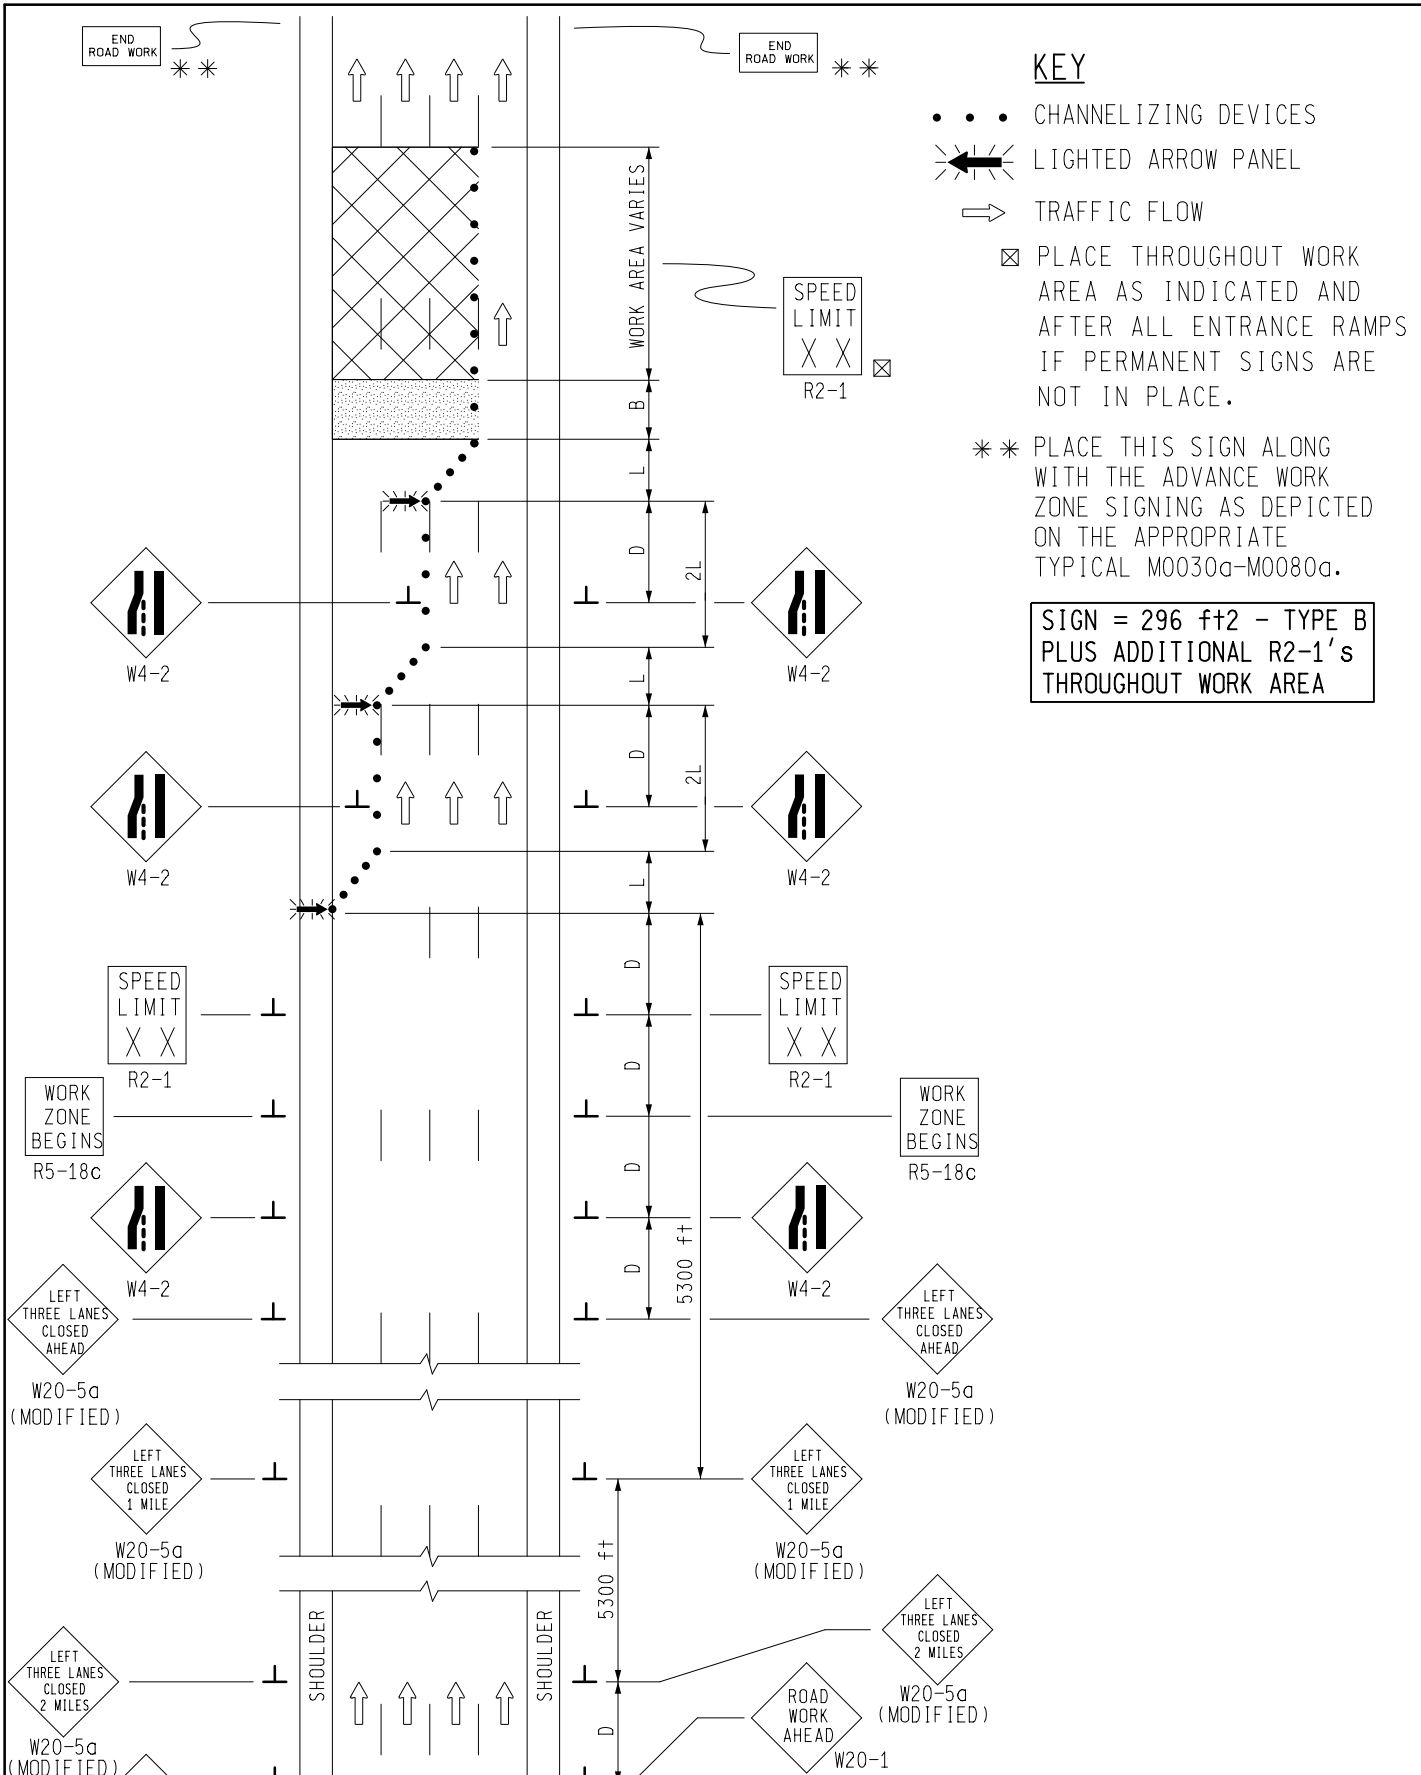 END
ROAD WORK
* *
END
ROAD WORK
* *
KEY
CHANNELIZING DEVICES
LIGHTED ARROW PANEL
TRAFFIC FLOW
PLACE THROUGHOUT WORK
AREA AS INDICATED AND
AFTER ALL ENTRANCE RAMPS
IF PERMANENT SIGNS ARE
NOT IN PLACE.
* * PLACE THIS SIGN ALONG
WITH THE ADVANCE WORK
ZONE SIGNING AS DEPICTED
ON THE APPROPRIATE
TYPICAL M0030a-M0080a.
SIGN = 296 ft2 - TYPE B
PLUS ADDITIONAL R2-1's
THROUGHOUT WORK AREA
WORK AREA VARIES
SPEED
LIMIT
X X
R2-1
B
L
D
2L
W4-2
W4-2
L
D
2L
W4-2
W4-2
L
D
SPEED
LIMIT
X X
R2-1
SPEED
LIMIT
X X
R2-1
D
WORK
ZONE
BEGINS
R5-18c
WORK
ZONE
BEGINS
R5-18c
D
W4-2
W4-2
D
5300 ft
LEFT
THREE LANES
CLOSED
AHEAD
W20-5a
(MODIFIED)
LEFT
THREE LANES
CLOSED
AHEAD
W20-5a
(MODIFIED)
LEFT
THREE LANES
CLOSED
1 MILE
W20-5a
(MODIFIED)
LEFT
THREE LANES
CLOSED
1 MILE
W20-5a
(MODIFIED)
5300 ft
SHOULDER
SHOULDER
LEFT
THREE LANES
CLOSED
2 MILES
W20-5a
(MODIFIED)
LEFT
THREE LANES
CLOSED
2 MILES
W20-5a
(MODIFIED)
D
ROAD
WORK
AHEAD
W20-1